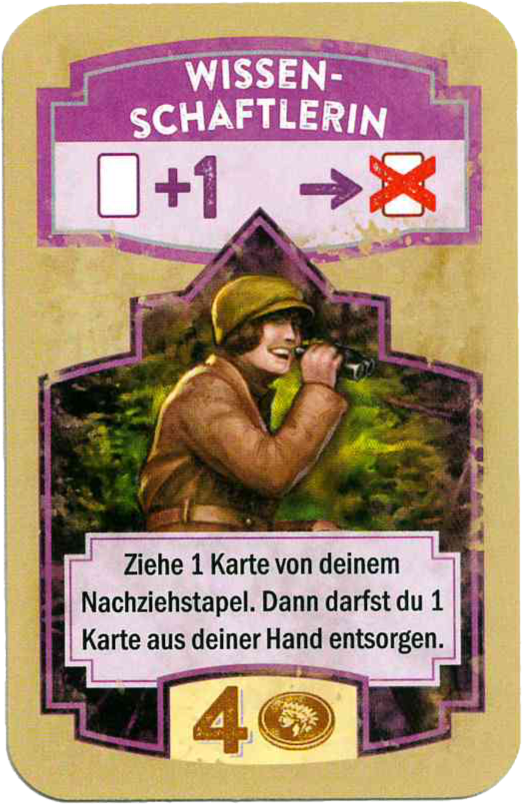 WISSEN-
SCHAFTLERIN
+1
Ziehe 1 Karte von deinem
Nachziehstapel. Dann darfst du 1
Karte aus deiner Hand entsorgen.
4